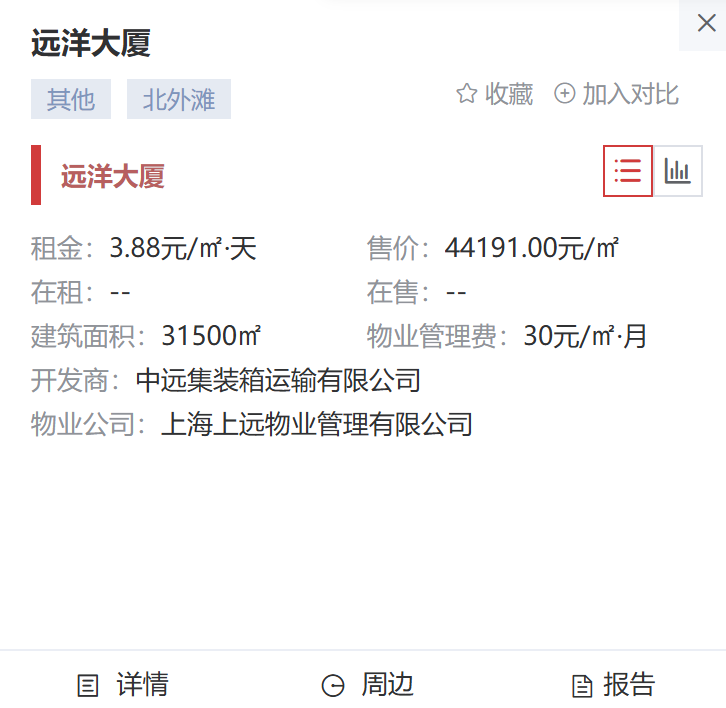 远洋大厦
其他 北外滩 收藏 加入对比
远洋大厦
租金：3.88元/㎡·天 售价：44191.00元/㎡
在租：-- 在售：--
建筑面积：31500㎡ 物业管理费：30元/㎡·月
开发商：中远集装箱运输有限公司
物业公司：上海上远物业管理有限公司
详情 周边 报告